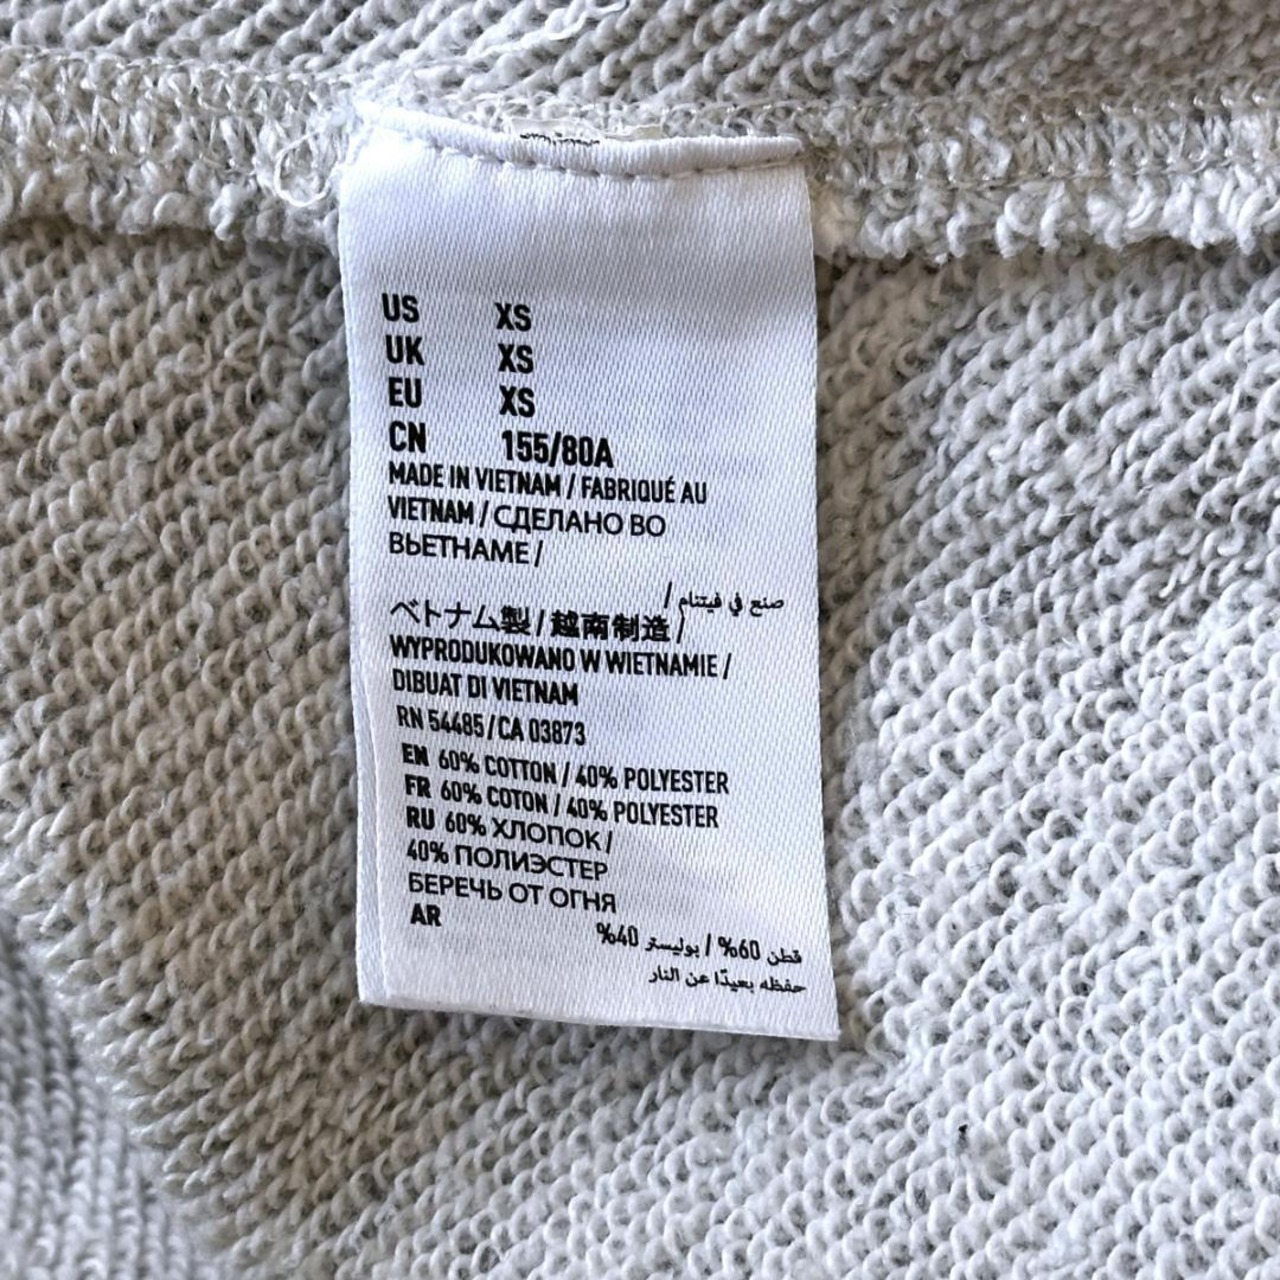 US XS
UK XS
EU XS
CN 155/80A
MADE IN VIETNAM / FABRIQUÉ AU
VIETNAM / СДЕЛАНО ВО
ВЬЕТНАМЕ /
صنع في فيتنام /
ベトナム製 / 越南制造 /
WYPRODUKOWANO W WIETNAMIE /
DIBUAT DI VIETNAM
RN 54485 / CA 03873
EN 60% COTTON / 40% POLYESTER
FR 60% COTON / 40% POLYESTER
RU 60% ХЛОПОК /
40% ПОЛИЭСТЕР
БЕРЕЧЬ ОТ ОГНЯ
AR
قطن 60% / بوليستر 40%
حفظه بعيدًا عن النار